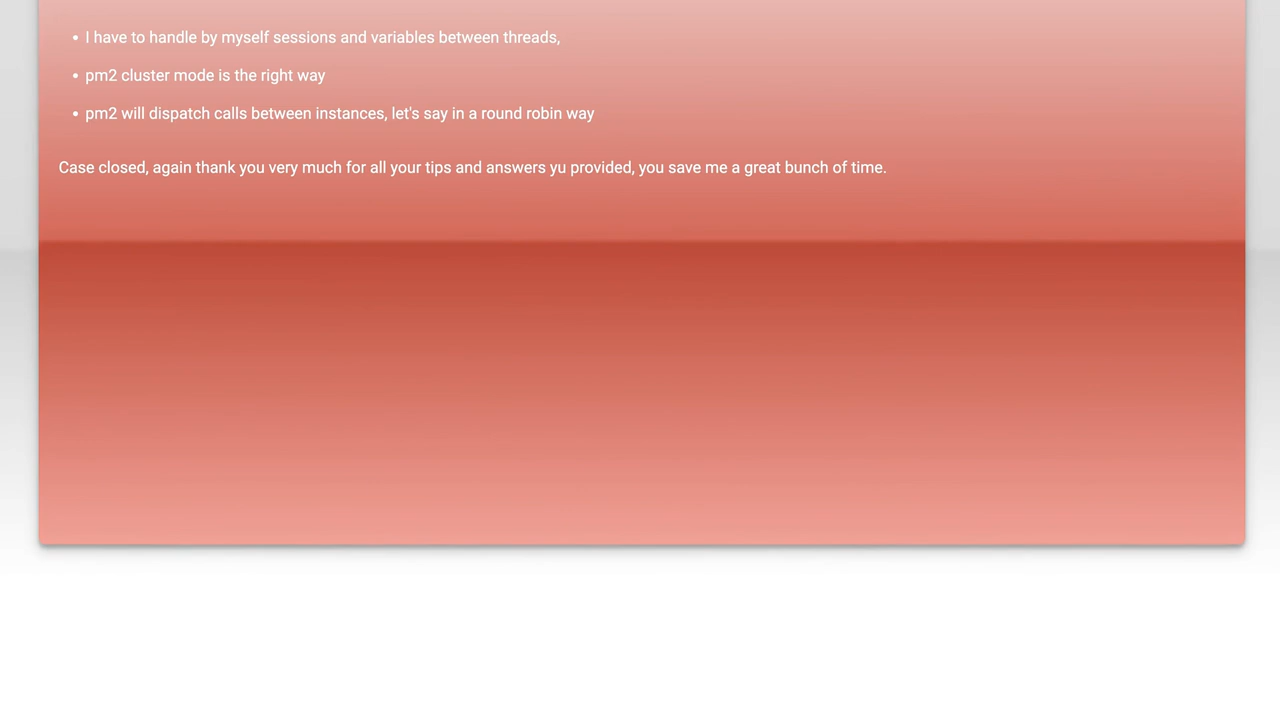 • I have to handle by myself sessions and variables between threads,
• pm2 cluster mode is the right way
• pm2 will dispatch calls between instances, let's say in a round robin way
Case closed, again thank you very much for all your tips and answers yu provided, you save me a great bunch of time.